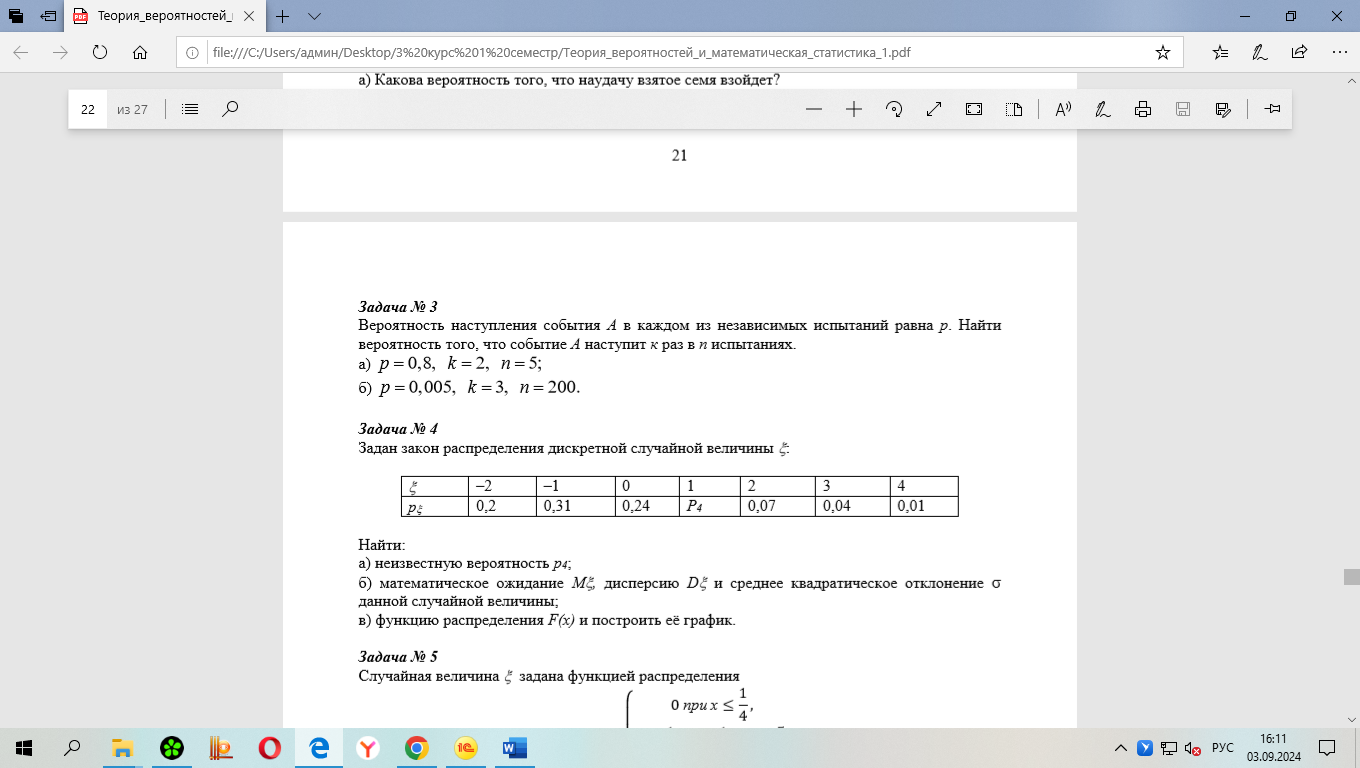 Теория_вероятностей_
file:///C:/Users/админ/Desktop/3%20курс%201%20семестр/Теория_вероятностей_и_математическая_статистика_1.pdf
а) Какова вероятность того, что наудачу взятое семя взойдет?
22 из 27
21
Задача № 3
Вероятность наступления события A в каждом из независимых испытаний равна p. Найти
вероятность того, что событие A наступит к раз в n испытаниях.
а) p = 0,8, k = 2, n = 5;
б) p = 0,005, k = 3, n = 200.
Задача № 4
Задан закон распределения дискретной случайной величины ξ:
ξ –2 –1 0 1 2 3 4
pξ 0,2 0,31 0,24 P4 0,07 0,04 0,01
Найти:
а) неизвестную вероятность p4;
б) математическое ожидание Mξ, дисперсию Dξ и среднее квадратическое отклонение σ
данной случайной величины;
в) функцию распределения F(x) и построить её график.
Задача № 5
Случайная величина ξ задана функцией распределения
0 при x ≤ 1/4,
РУС
16:11
03.09.2024